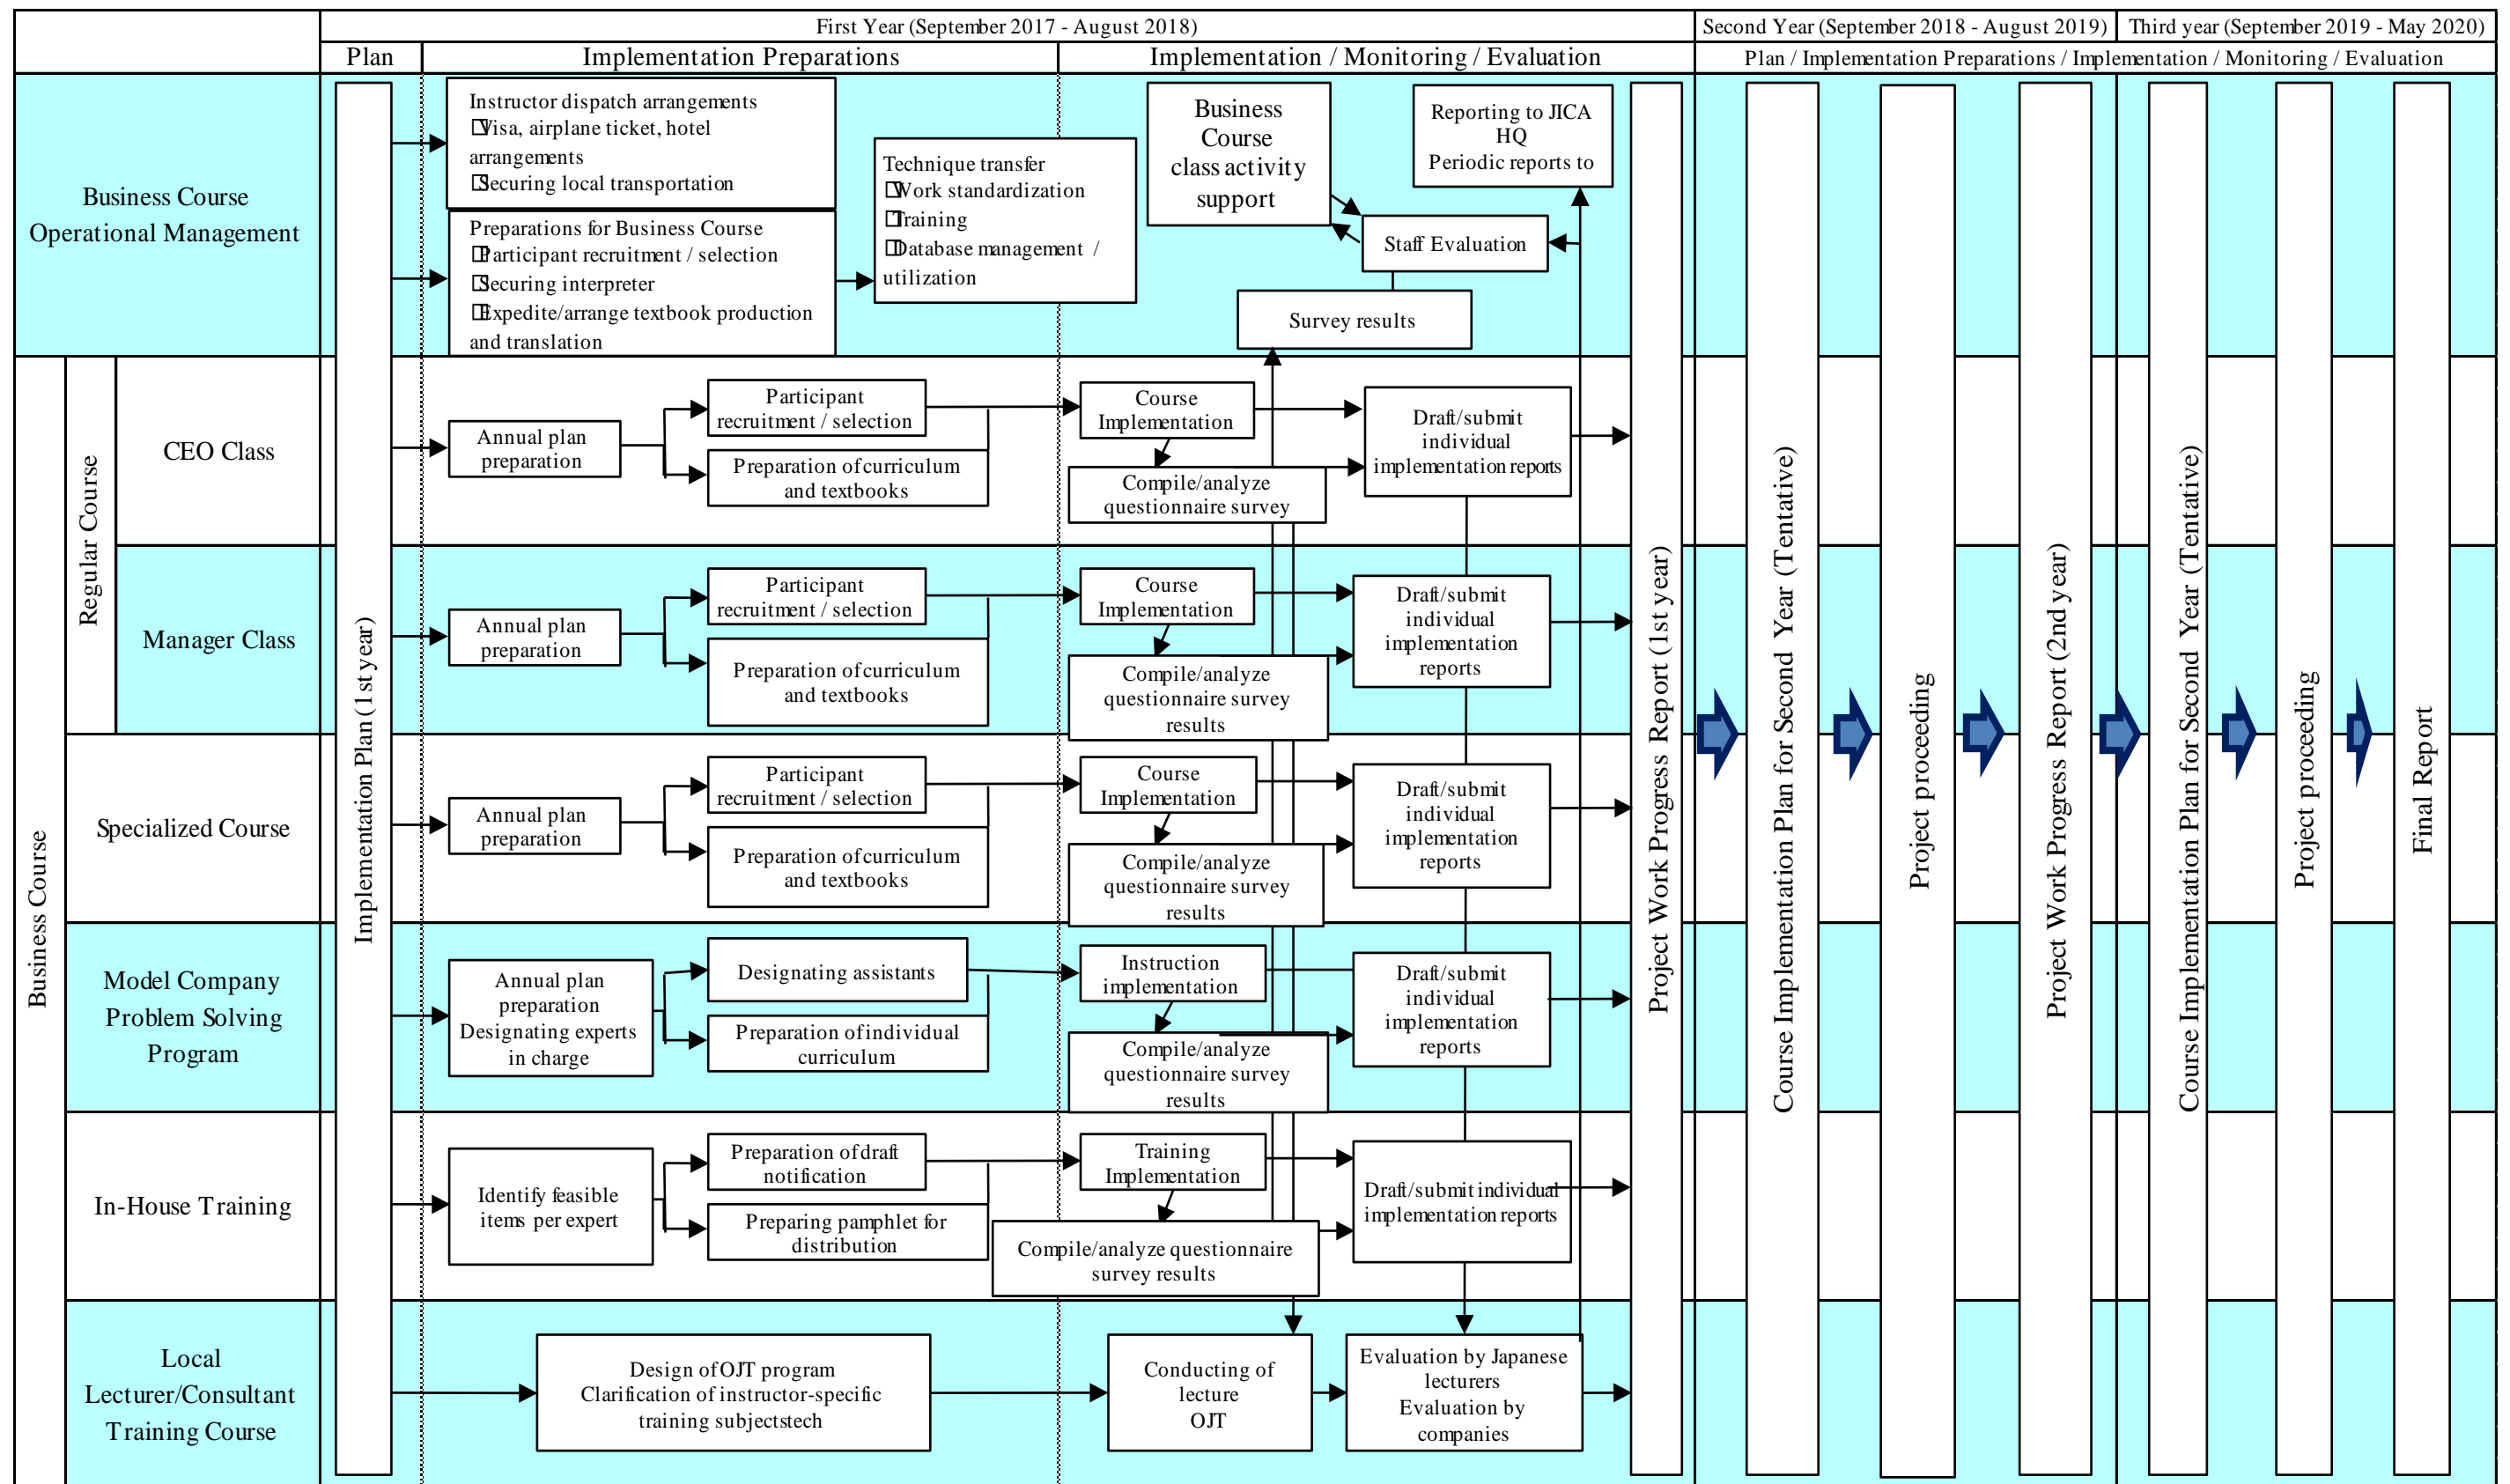 First Year (September 2017 - August 2018)
Second Year (September 2018 - August 2019)
Third year (September 2019 - May 2020)
Plan
Implementation Preparations
Implementation / Monitoring / Evaluation
Plan / Implementation Preparations / Implementation / Monitoring / Evaluation
Business Course
Operational Management
Implementation Plan (1st year)
Instructor dispatch arrangements
Visa, airplane ticket, hotel
arrangements
Securing local transportation
Preparations for Business Course
Participant recruitment / selection
Securing interpreter
Expedite/arrange textbook production
and translation
Technique transfer
Work standardization
Training
Database management /
utilization
Business
Course
class activity
support
Reporting to JICA
HQ
Periodic reports to
Staff Evaluation
Survey results
Business Course
Regular Course
CEO Class
Annual plan
preparation
Participant
recruitment / selection
Preparation of curriculum
and textbooks
Course
Implementation
Compile/analyze
questionnaire survey
Draft/submit
individual
implementation reports
Manager Class
Annual plan
preparation
Participant
recruitment / selection
Preparation of curriculum
and textbooks
Course
Implementation
Compile/analyze
questionnaire survey
results
Draft/submit
individual
implementation
reports
Specialized Course
Annual plan
preparation
Participant
recruitment / selection
Preparation of curriculum
and textbooks
Course
Implementation
Compile/analyze
questionnaire survey
results
Draft/submit
individual
implementation
reports
Model Company
Problem Solving
Program
Annual plan
preparation
Designating experts
in charge
Designating assistants
Preparation of individual
curriculum
Instruction
implementation
Compile/analyze
questionnaire survey
results
Draft/submit
individual
implementation
reports
In-House Training
Identify feasible
items per expert
Preparation of draft
notification
Preparing pamphlet for
distribution
Training
Implementation
Compile/analyze questionnaire
survey results
Draft/submit individual
implementation reports
Local
Lecturer/Consultant
Training Course
Design of OJT program
Clarification of instructor-specific
training subjectstech
Conducting of
lecture
OJT
Evaluation by Japanese
lecturers
Evaluation by
companies
Project Work Progress Report (1st year)
Course Implementation Plan for Second Year (Tentative)
Project proceeding
Project Work Progress Report (2nd year)
Course Implementation Plan for Second Year (Tentative)
Project proceeding
Final Report